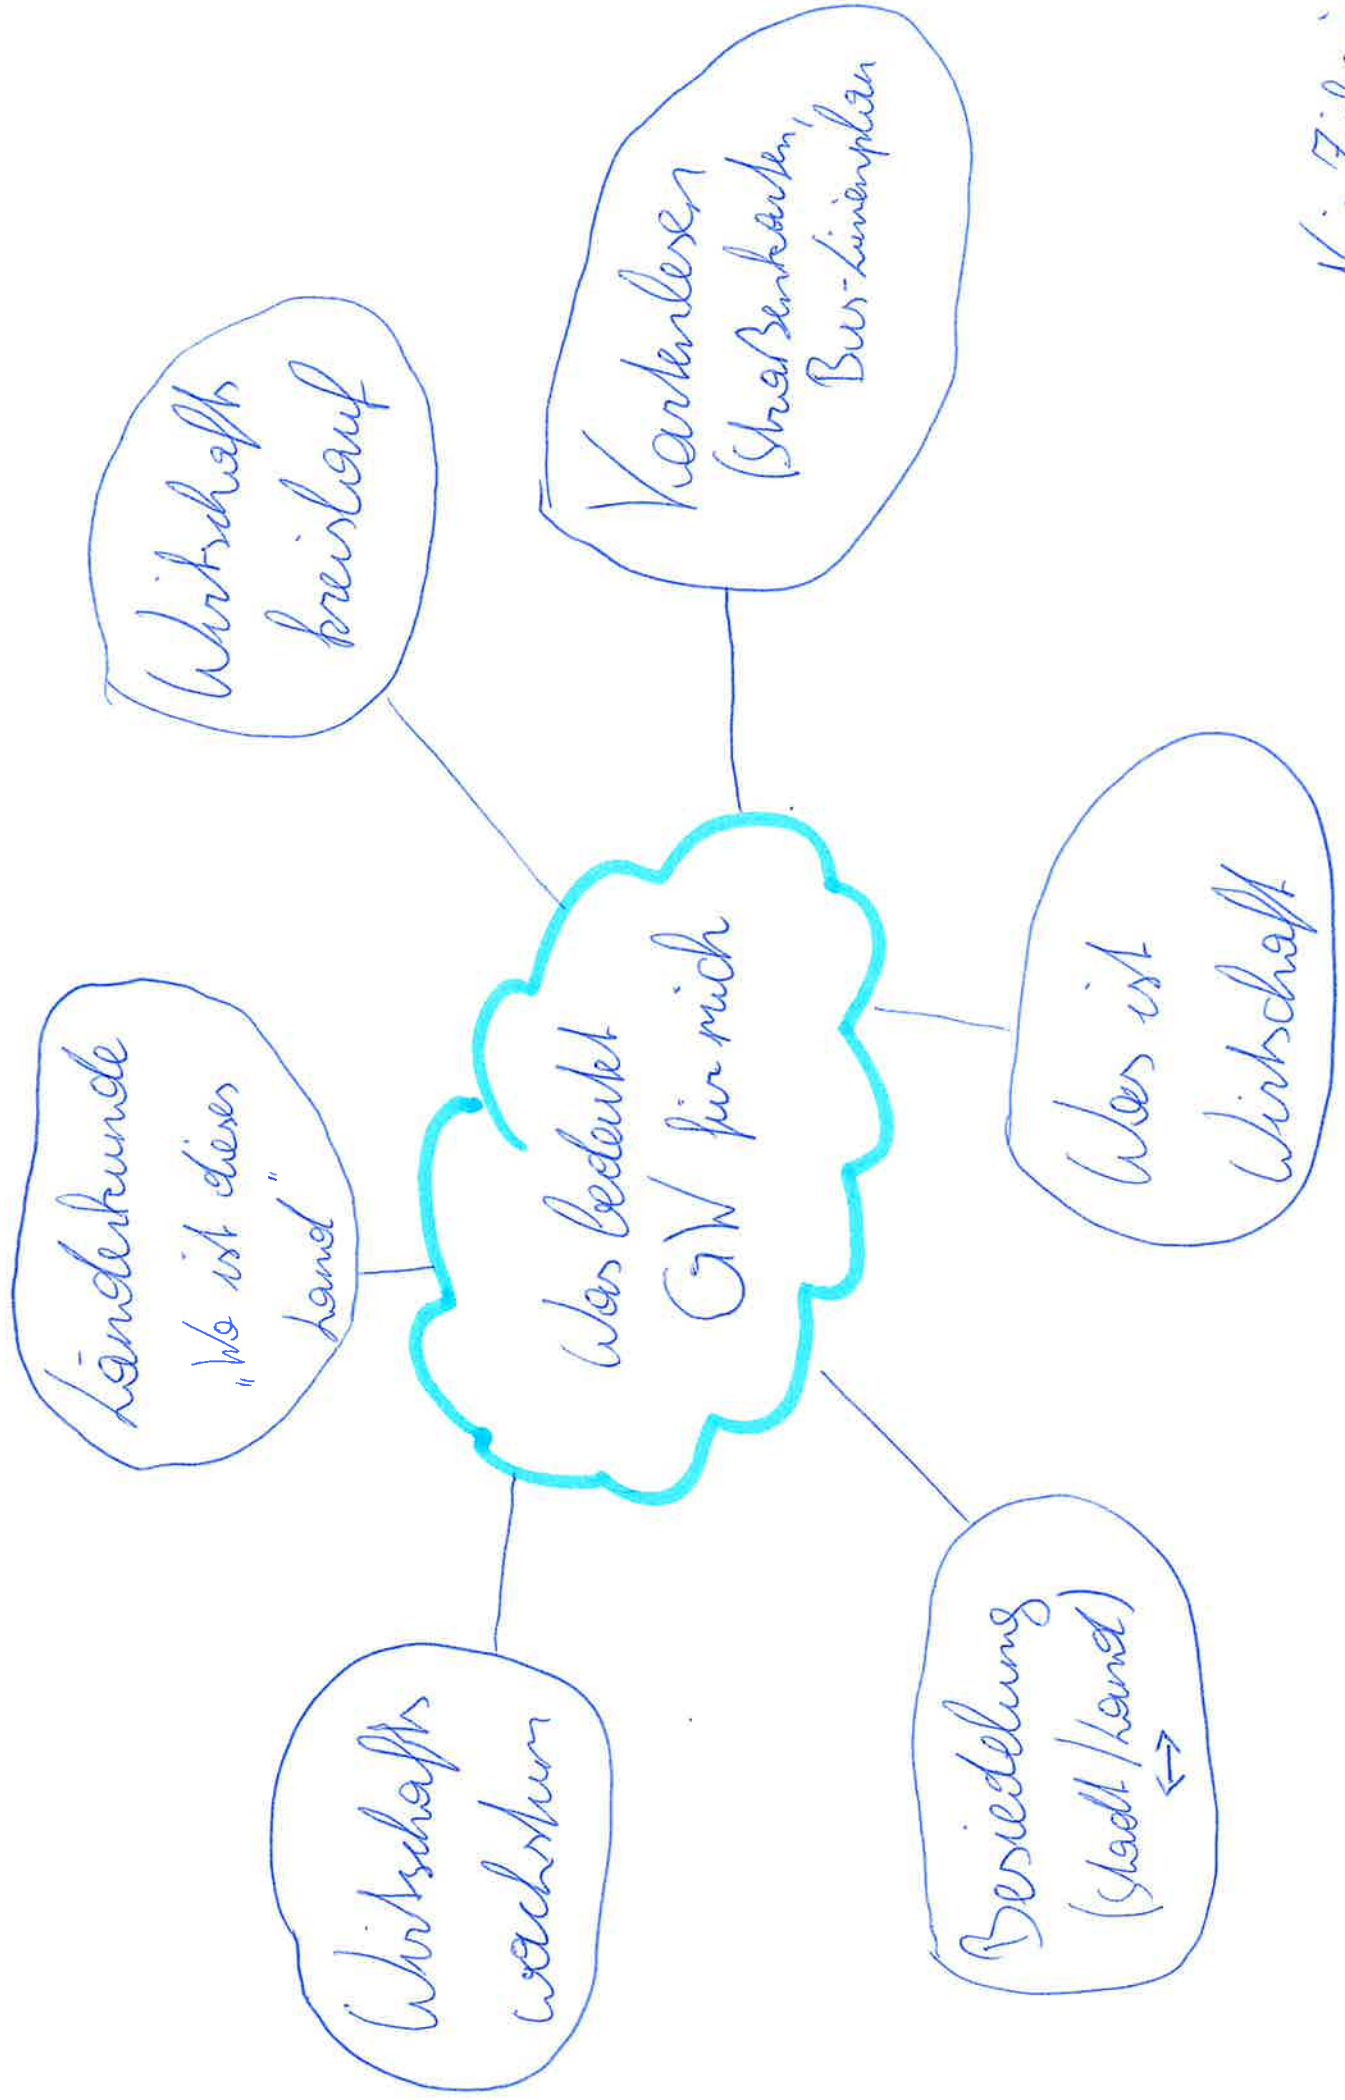 Länderkunde
"Wo ist dieses
Land"
Wirtschafts
kreislauf
Wirtschafts
wachstum
Was bedeutet
GW für mich
Kartenlesen
(Straßenkarten,
Bus-Linienplan
Besiedelung
(Stadt/Land)
↔
Was ist
Wirtschaft